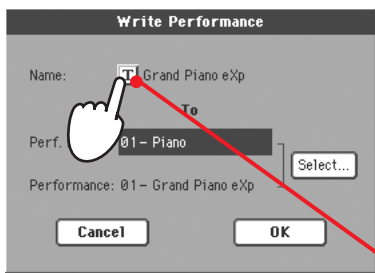 Write Performance
Name: T Grand Piano eXp
To
Perf. 01- Piano
Select...
Performance: 01- Grand Piano eXp
Cancel OK